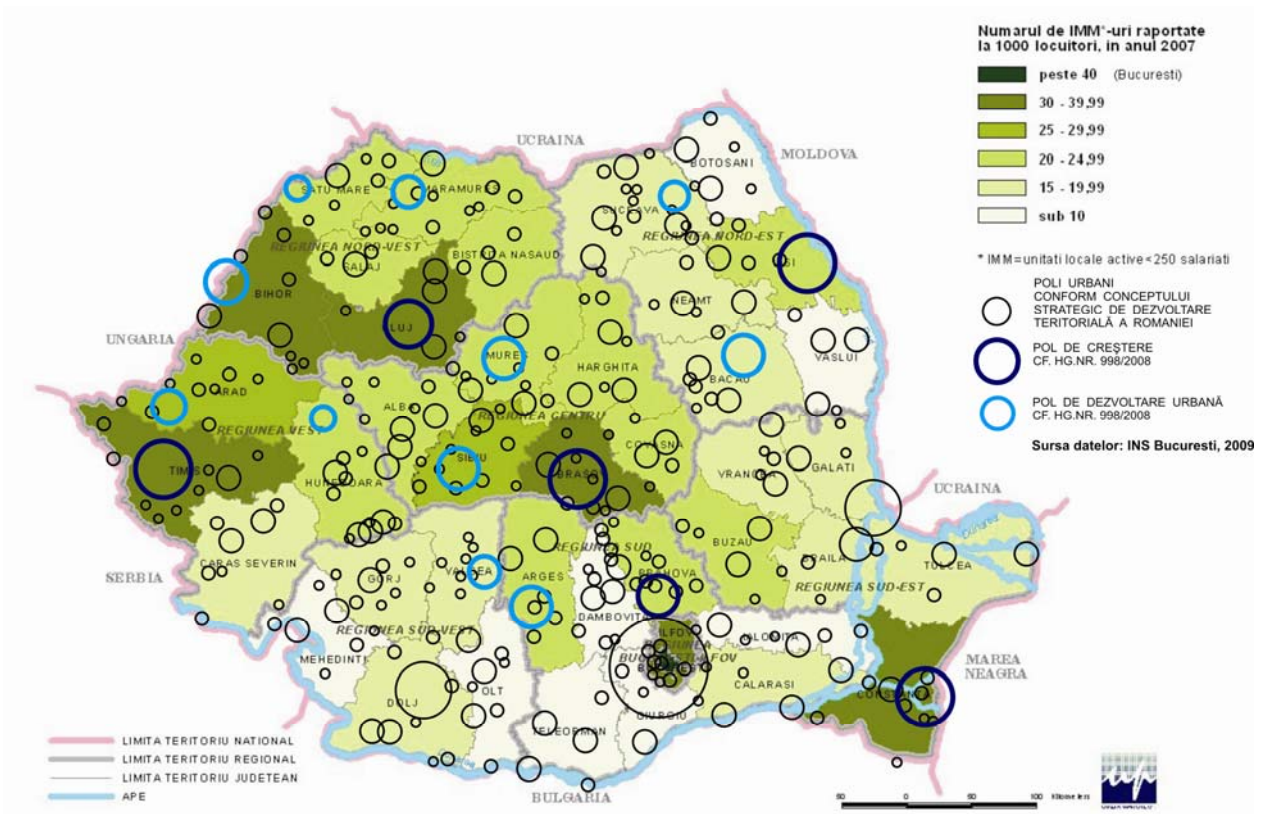 Numarul de IMM*-uri raportate
la 1000 locuitori, in anul 2007
peste 40 (Bucuresti)
30 - 39,99
25 - 29,99
20 - 24,99
15 - 19,99
sub 10
* IMM=unitati locale active<250 salariati
POLI URBANI
CONFORM CONCEPTULUI
STRATEGIC DE DEZVOLTARE
TERITORIALĂ A ROMANIEI
POL DE CREŞTERE
CF. HG.NR. 998/2008
POL DE DEZVOLTARE URBANĂ
CF. HG.NR. 998/2008
Sursa datelor: INS Bucuresti, 2009
UCRAINA
MOLDOVA
BOTOSANI
SATU MARE
MARAMURES
SUCEAVA
REGIUNEA NORD-VEST
REGIUNEA NORD-EST
BISTRITA NASAUD
SALAJ
BIHOR
NEAMT
UNGARIA
MURES
HARGHITA
VASLUI
BACAU
ARAD
ALBA
REGIUNEA CENTRU
REGIUNEA VEST
COVASNA
TIMIS
SIBIU
VRANCEA
GALATI
HUNEDOARA
UCRAINA
BUZAU
REGIUNEA SUD
BRAILA
CARAS SEVERIN
TULCEA
SERBIA
GORJ
VALCEA
ARGES
PRAHOVA
REGIUNEA SUD-EST
DAMBOVITA
REGIUNEA SUD-VEST
IALOMITA
MEHEDINTI
MAREA
NEAGRA
CALARASI
OLT
DOLJ
CONSTANTA
GIURGIU
TELEORMAN
BULGARIA
LIMITA TERITORIU NATIONAL
LIMITA TERITORIU REGIONAL
LIMITA TERITORIU JUDETEAN
APE
50 0 50 100 Kilometers